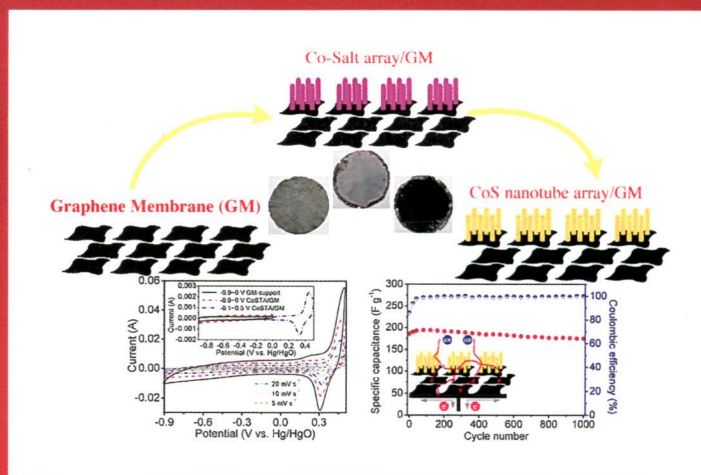 Co-Salt array/GM
Graphene Membrane (GM)
CoS nanotube array/GM
0.06
0.04
0.02
0.00
-0.02
Current (A)
0.003
0.002
0.001
0.000
-0.001
-0.002
-0.9~0 V GM-support
-0.9~0 V CoSTA/GM
-0.1~0.5 V CoSTA/GM
-0.8 -0.6 -0.4 -0.2 0.0 0.2 0.4
Potential (V vs. Hg/HgO)
20 mV s⁻
10 mV s⁻
5 mV s⁻
-0.9 -0.6 -0.3 0.0 0.3
Potential (V vs. Hg/HgO)
Specific capacitance (F g⁻¹)
300
250
200
150
100
50
0
0 200 400 600 800 1000
Cycle number
100
80
60
40
20
0
Coulombic efficiency (%)